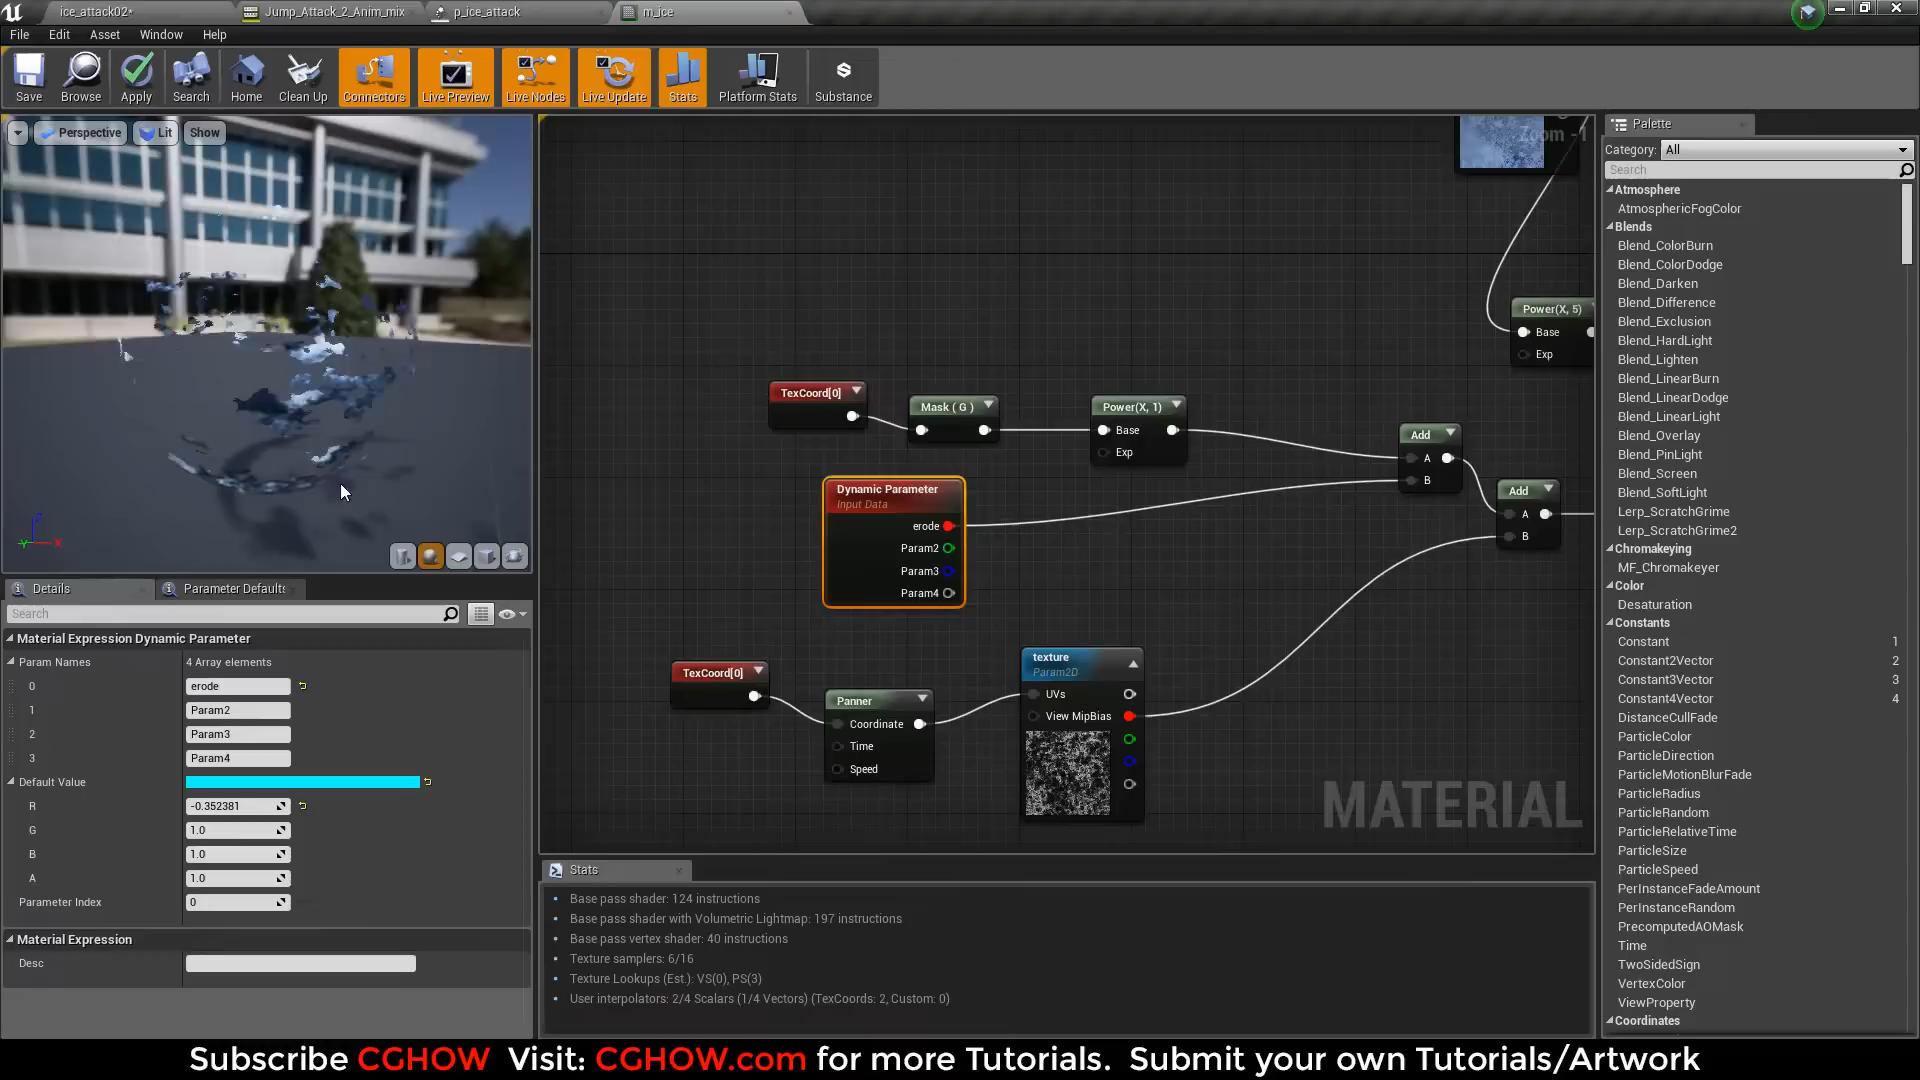 ice_attack02*
Jump_Attack_2_Anim_mix
p_ice_attack
m_ice
File
Edit
Asset
Window
Help
Save
Browse
Apply
Search
Home
Clean Up
Connectors
Live Preview
Live Nodes
Live Update
Stats
Platform Stats
Substance
Perspective
Lit
Show
Zoom -1
Power(X, 5)
Base
Exp
TexCoord[0]
Mask ( G )
Power(X, 1)
Base
Exp
Add
A
B
Add
A
B
Dynamic Parameter
Input Data
erode
Param2
Param3
Param4
TexCoord[0]
Panner
Coordinate
Time
Speed
texture
Param2D
UVs
View MipBias
MATERIAL
Details
Parameter Defaults
Search
Material Expression Dynamic Parameter
Param Names 4 Array elements
0 erode
1 Param2
2 Param3
3 Param4
Default Value
R -0.352381
G 1.0
B 1.0
A 1.0
Parameter Index 0
Material Expression
Desc
Stats
Base pass shader: 124 instructions
Base pass shader with Volumetric Lightmap: 197 instructions
Base pass vertex shader: 40 instructions
Texture samplers: 6/16
Texture Lookups (Est.): VS(0), PS(3)
User interpolators: 2/4 Scalars (1/4 Vectors) (TexCoords: 2, Custom: 0)
Palette
Category: All
Search
Atmosphere
AtmosphericFogColor
Blends
Blend_ColorBurn
Blend_ColorDodge
Blend_Darken
Blend_Difference
Blend_Exclusion
Blend_HardLight
Blend_Lighten
Blend_LinearBurn
Blend_LinearDodge
Blend_LinearLight
Blend_Overlay
Blend_PinLight
Blend_Screen
Blend_SoftLight
Lerp_ScratchGrime
Lerp_ScratchGrime2
Chromakeying
MF_Chromakeyer
Color
Desaturation
Constants
Constant 1
Constant2Vector 2
Constant3Vector 3
Constant4Vector 4
DistanceCullFade
ParticleColor
ParticleDirection
ParticleMotionBlurFade
ParticleRadius
ParticleRandom
ParticleRelativeTime
ParticleSize
ParticleSpeed
PerInstanceFadeAmount
PerInstanceRandom
PrecomputedAOMask
Time
TwoSidedSign
VertexColor
ViewProperty
Coordinates
Subscribe CGHOW Visit: CGHOW.com for more Tutorials. Submit your own Tutorials/Artwork